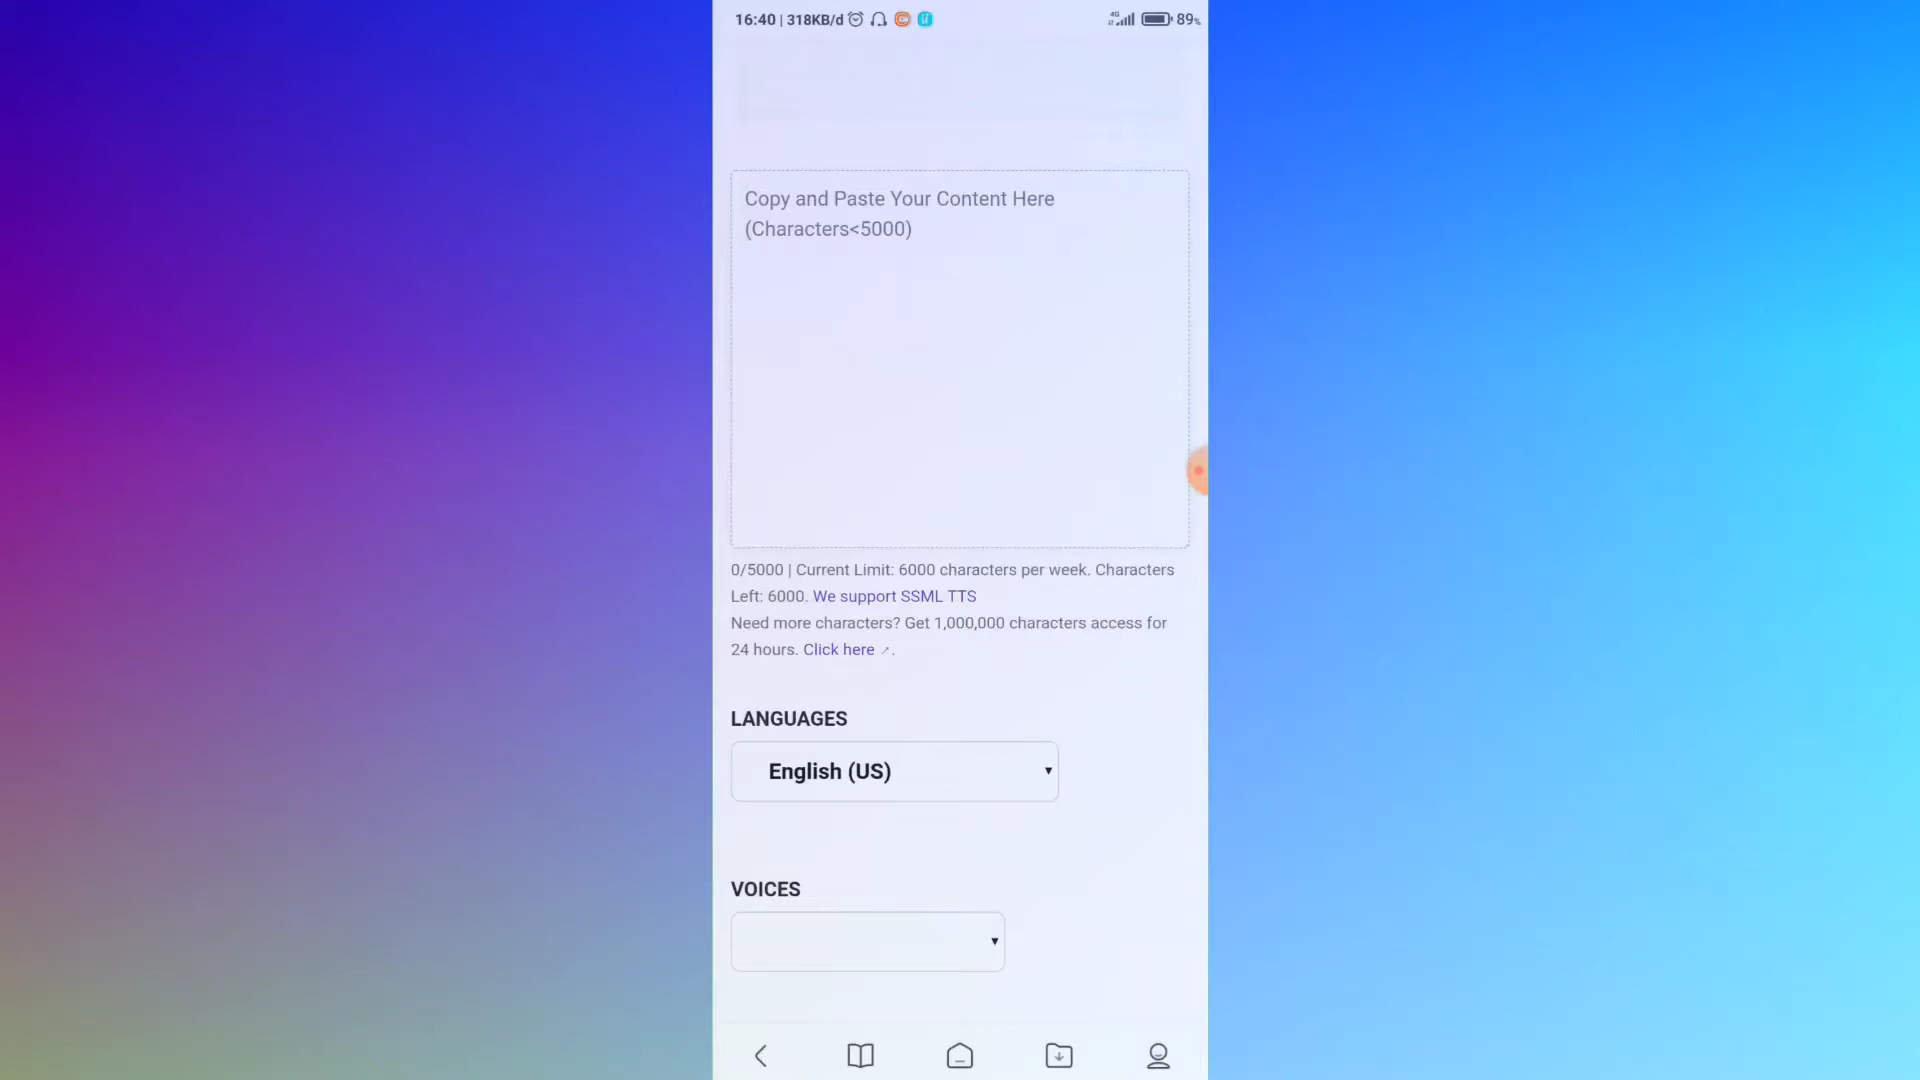 16:40 | 318KB/d
4G
89%
Copy and Paste Your Content Here
(Characters<5000)
0/5000 | Current Limit: 6000 characters per week. Characters
Left: 6000. We support SSML TTS
Need more characters? Get 1,000,000 characters access for
24 hours. Click here ↗.
LANGUAGES
English (US)
VOICES